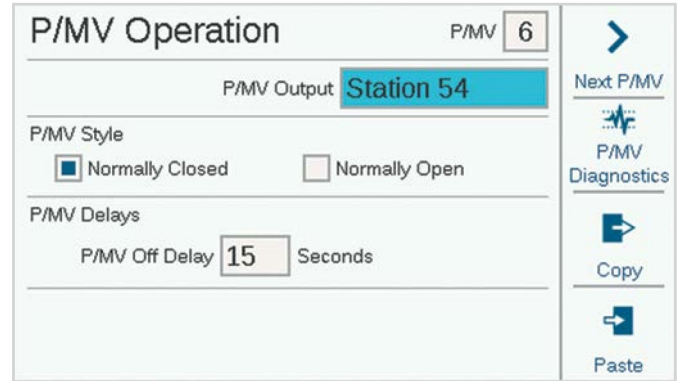 P/MV Operation
P/MV 6
P/MV Output Station 54
P/MV Style
Normally Closed
Normally Open
P/MV Delays
P/MV Off Delay 15 Seconds
Next P/MV
P/MV
Diagnostics
Copy
Paste